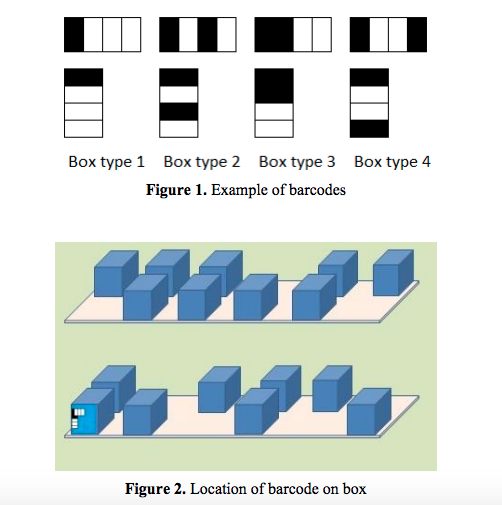 Box type 1 Box type 2 Box type 3 Box type 4
Figure 1. Example of barcodes
Figure 2. Location of barcode on box